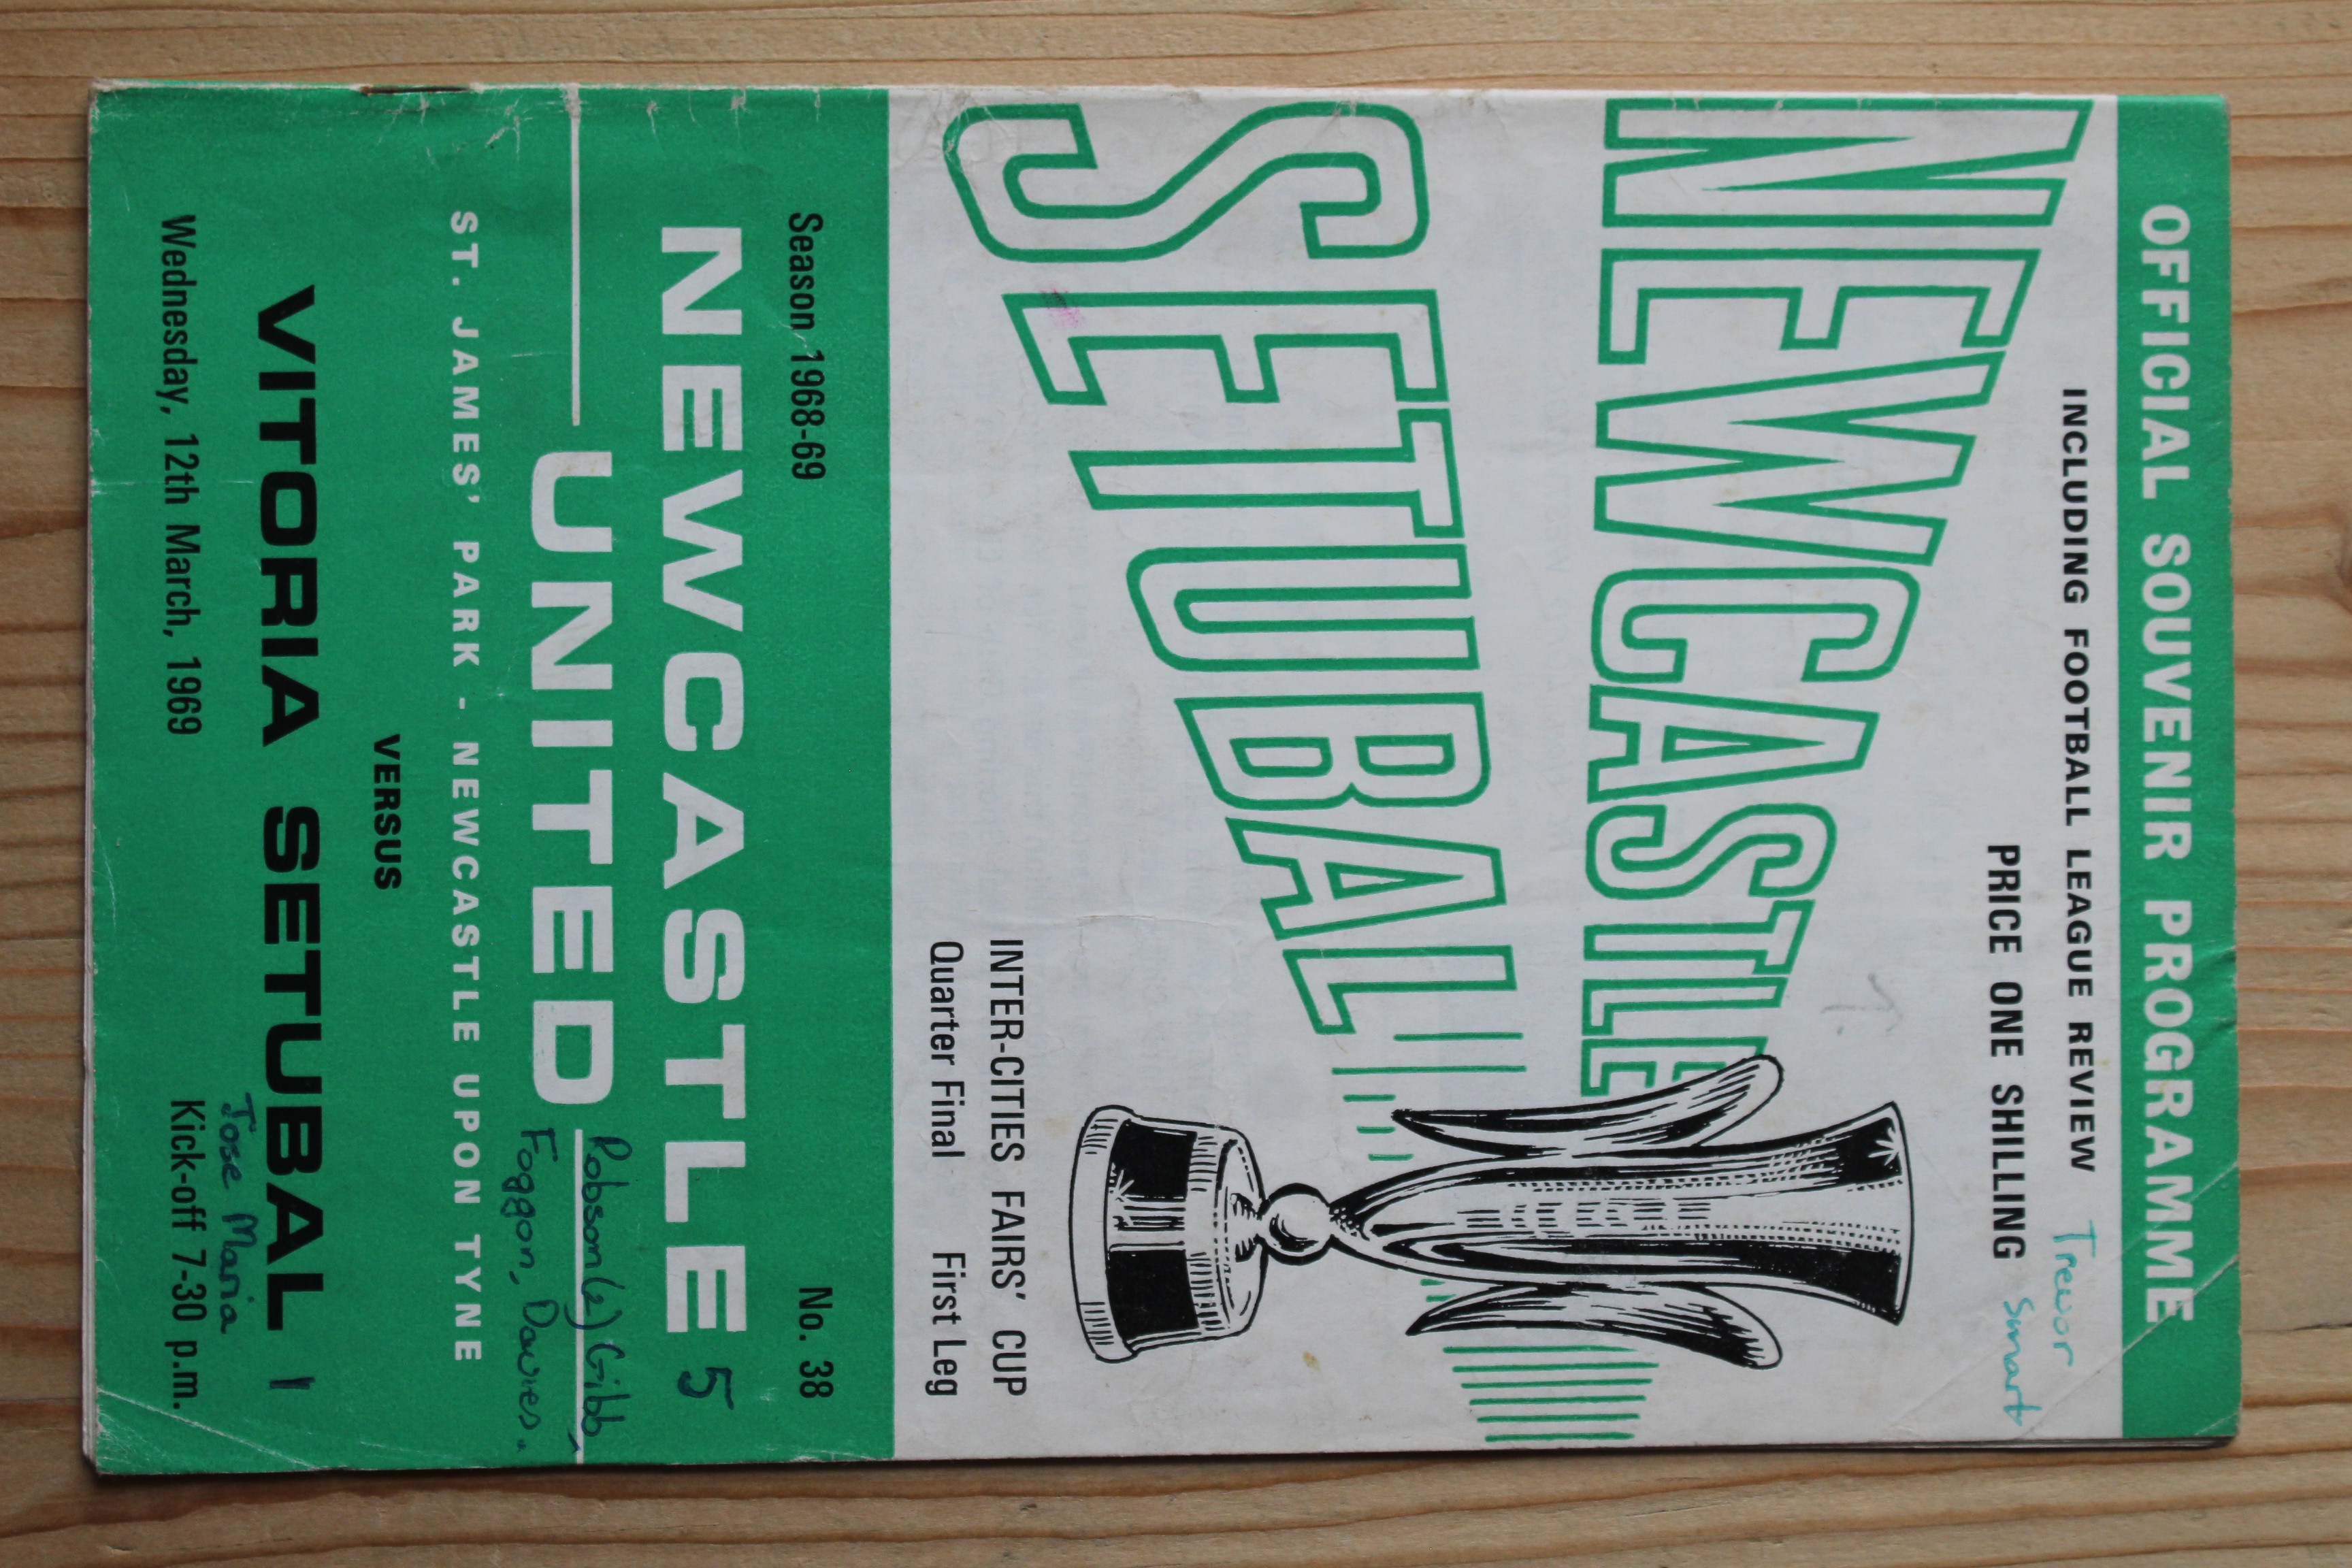 OFFICIAL SOUVENIR PROGRAMME
INCLUDING FOOTBALL LEAGUE REVIEW
Trevor
Smart
PRICE ONE SHILLING
NEWCASTLE
SETUBAL
INTER-CITIES FAIRS' CUP
Quarter Final First Leg
Season 1968-69 No. 38
NEWCASTLE 5
UNITED Robson(2) Gibb
Foggon, Davies.
ST. JAMES' PARK - NEWCASTLE UPON TYNE
VERSUS
VITORIA SETUBAL 1
Jose Maria
Wednesday, 12th March, 1969 Kick-off 7-30 p.m.